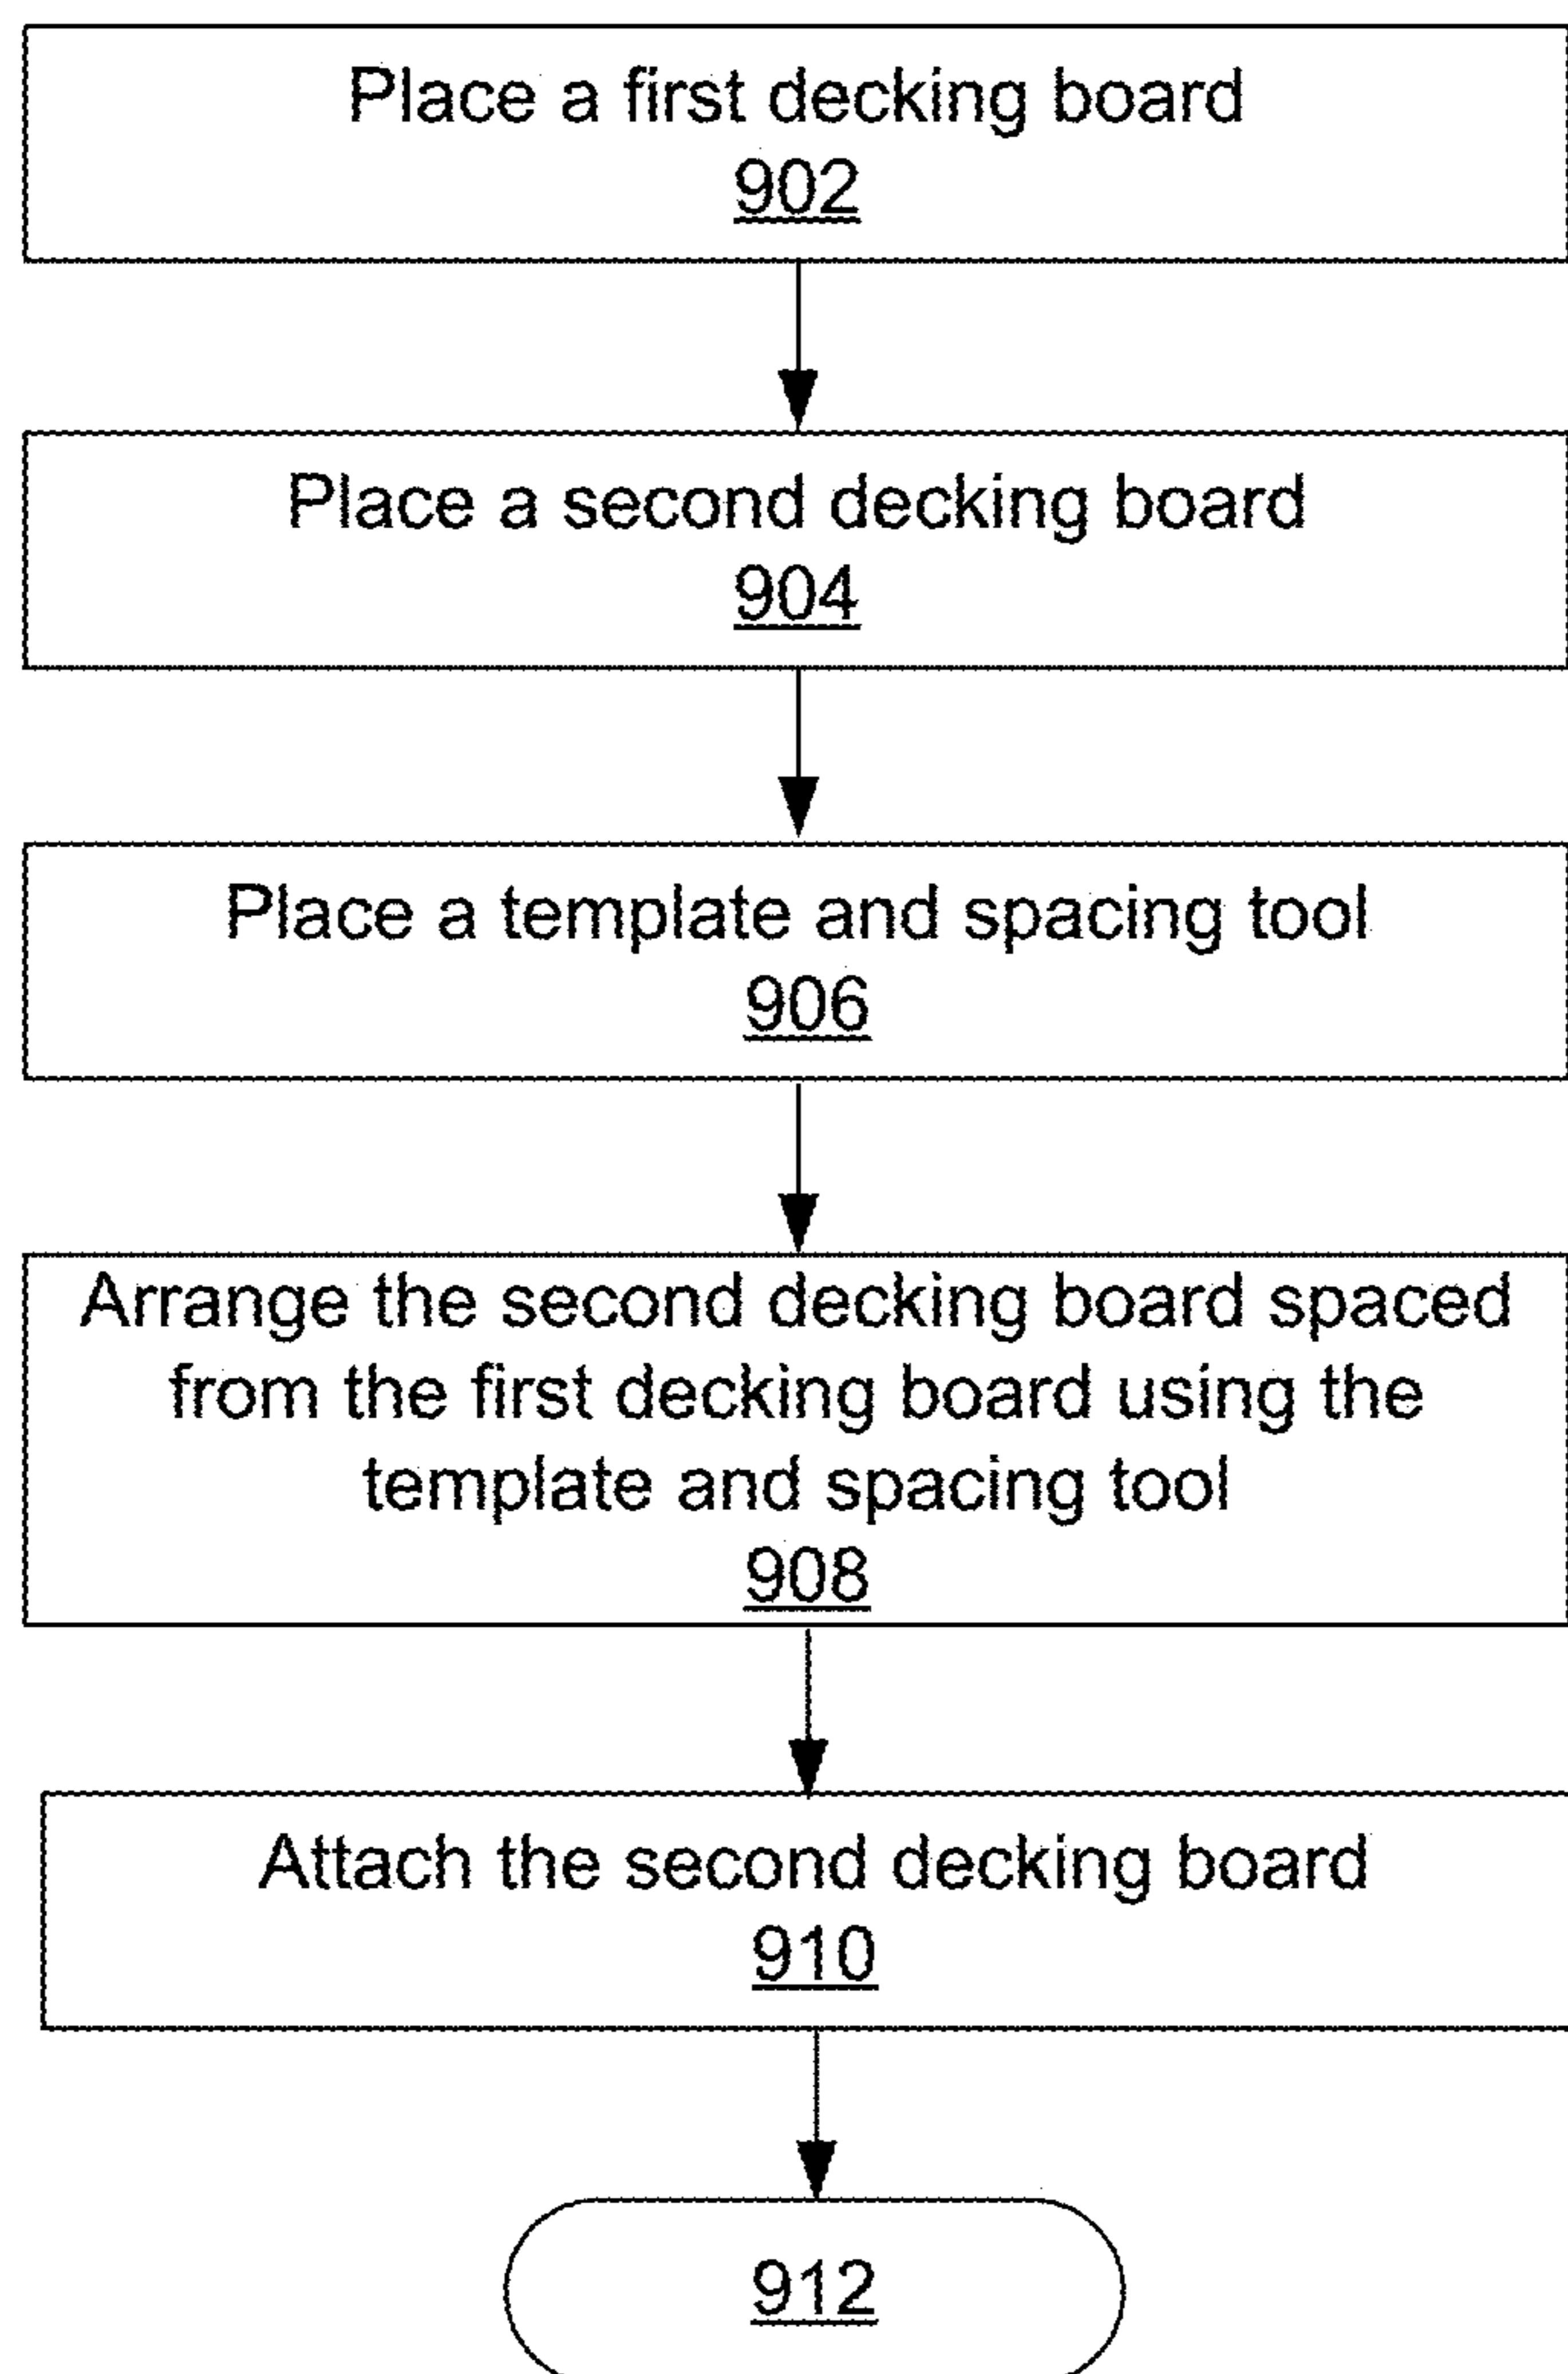 Place a first decking board
902
Place a second decking board
904
Place a template and spacing tool
906
Arrange the second decking board spaced
from the first decking board using the
template and spacing tool
908
Attach the second decking board
910
912